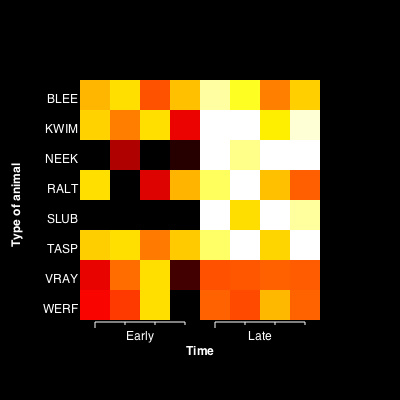 BLEE
KWIM
NEEK
RALT
SLUB
TASP
VRAY
WERF
Type of animal
Early Late
Time